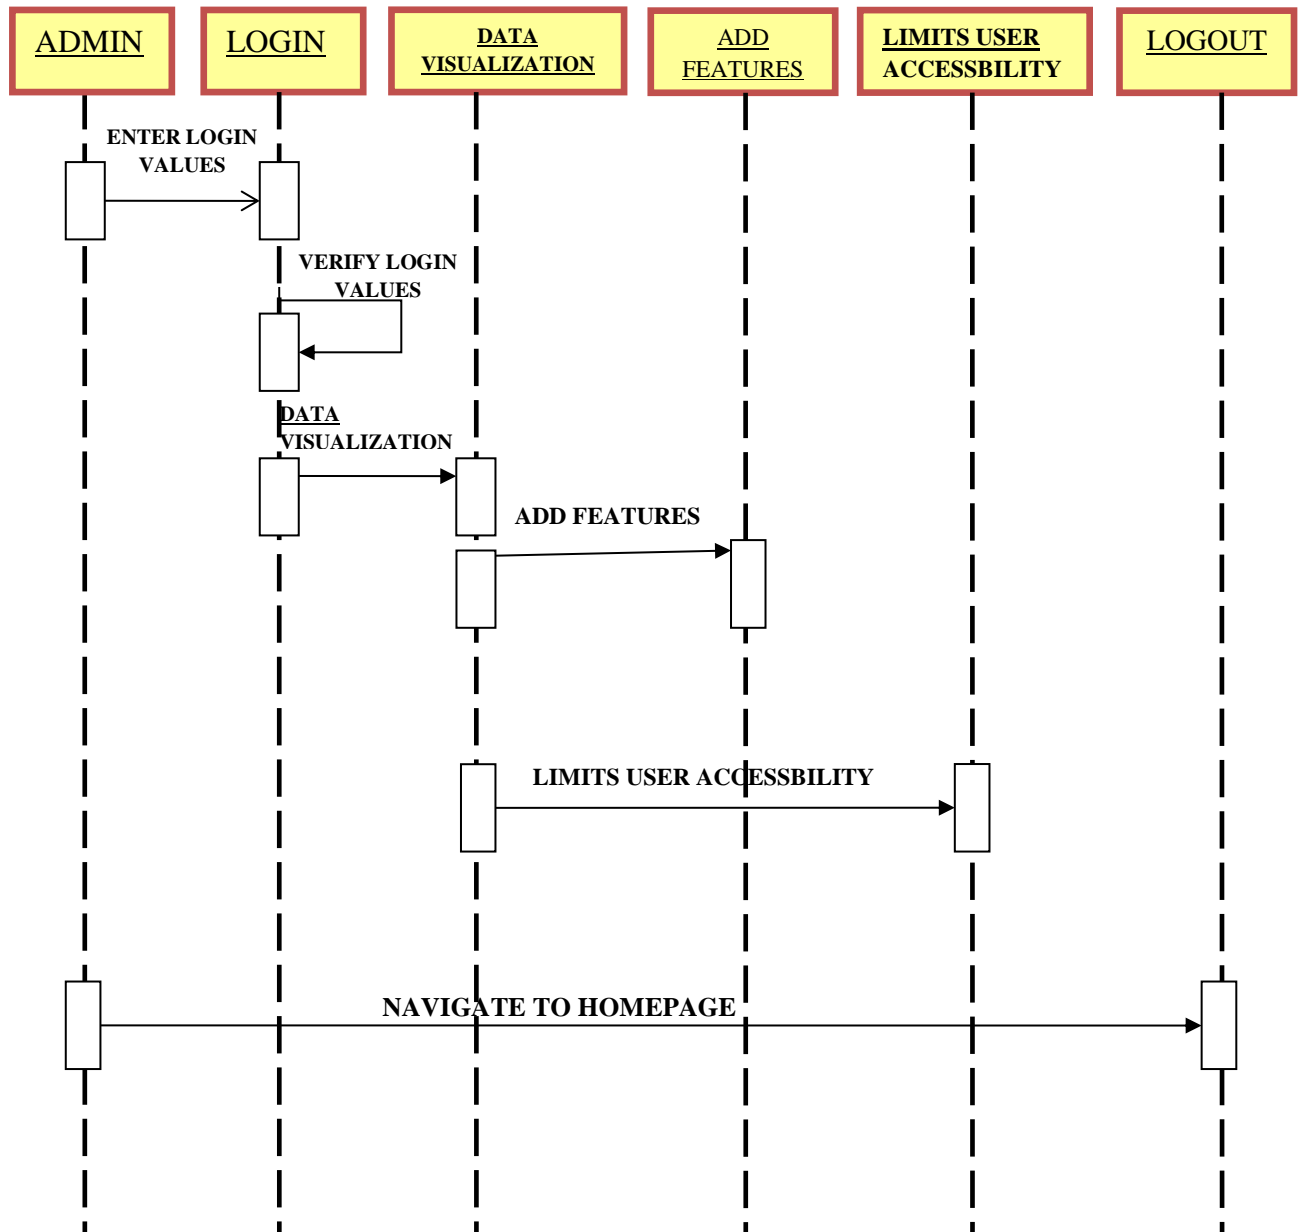 ADMIN
LOGIN
DATA
VISUALIZATION
ADD
FEATURES
LIMITS USER
ACCESSBILITY
LOGOUT
ENTER LOGIN
VALUES
VERIFY LOGIN
VALUES
DATA
VISUALIZATION
ADD FEATURES
LIMITS USER ACCESSBILITY
NAVIGATE TO HOMEPAGE